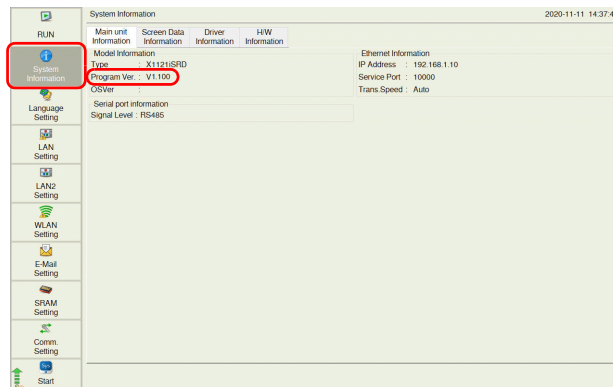 System Information 2020-11-11 14:37:4
RUN
Main unit Information
Screen Data Information
Driver Information
H/W Information
System Information
Model Information
Type : X1121iSRD
Program Ver. : V1.100
OSVer :
Ethernet Information
IP Address : 192.168.1.10
Service Port : 10000
Trans.Speed : Auto
Serial port information
Signal Level : RS485
Language
Setting
LAN
Setting
LAN2
Setting
WLAN
Setting
E-Mail
Setting
SRAM
Setting
Comm.
Setting
Sys
Start